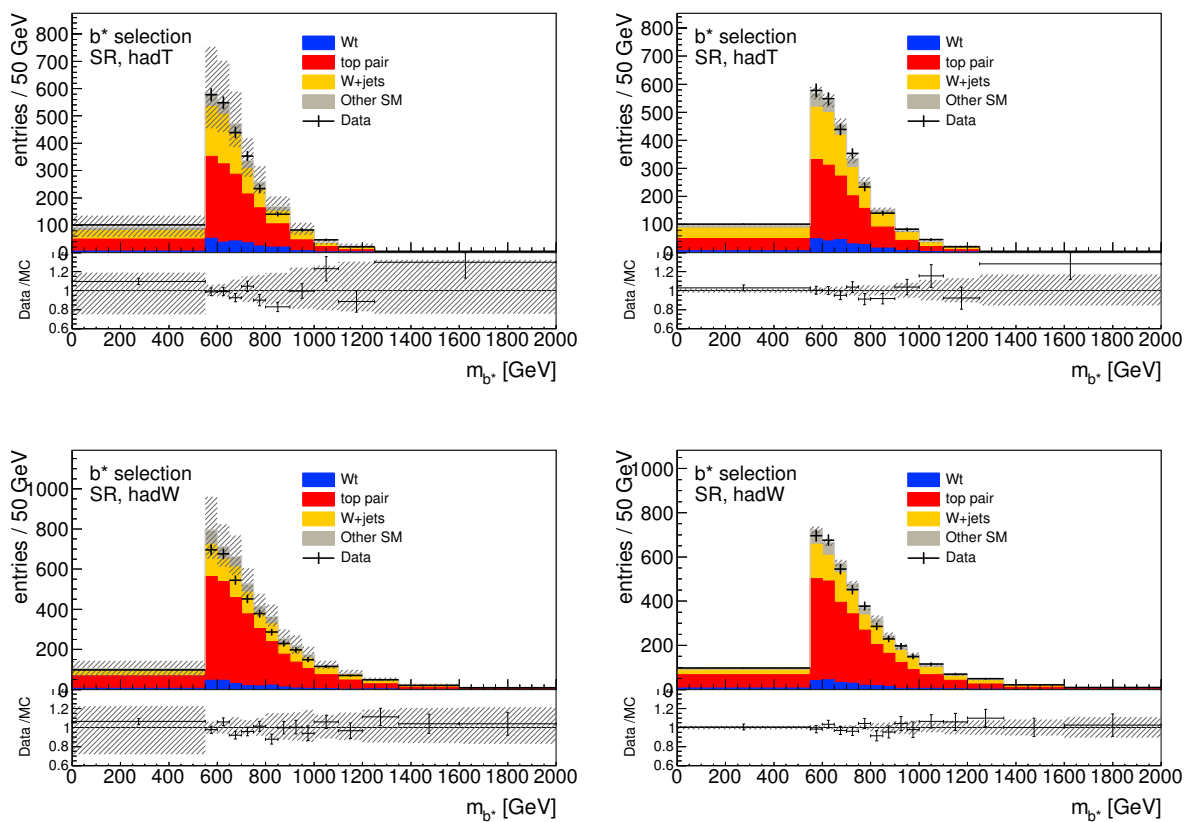 entries / 50 GeV
800
700
600
500
400
300
200
100
0
b* selection
SR, hadT
Wt
top pair
W+jets
Other SM
Data
Data /MC
1.2
1
0.8
0.6
0 200 400 600 800 1000 1200 1400 1600 1800 2000
m_b* [GeV]
entries / 50 GeV
800
700
600
500
400
300
200
100
0
b* selection
SR, hadT
Wt
top pair
W+jets
Other SM
Data
Data /MC
1.2
1
0.8
0.6
0 200 400 600 800 1000 1200 1400 1600 1800 2000
m_b* [GeV]
entries / 50 GeV
1000
800
600
400
200
0
b* selection
SR, hadW
Wt
top pair
W+jets
Other SM
Data
Data /MC
1.2
1
0.8
0.6
0 200 400 600 800 1000 1200 1400 1600 1800 2000
m_b* [GeV]
entries / 50 GeV
1000
800
600
400
200
0
b* selection
SR, hadW
Wt
top pair
W+jets
Other SM
Data
Data /MC
1.2
1
0.8
0.6
0 200 400 600 800 1000 1200 1400 1600 1800 2000
m_b* [GeV]